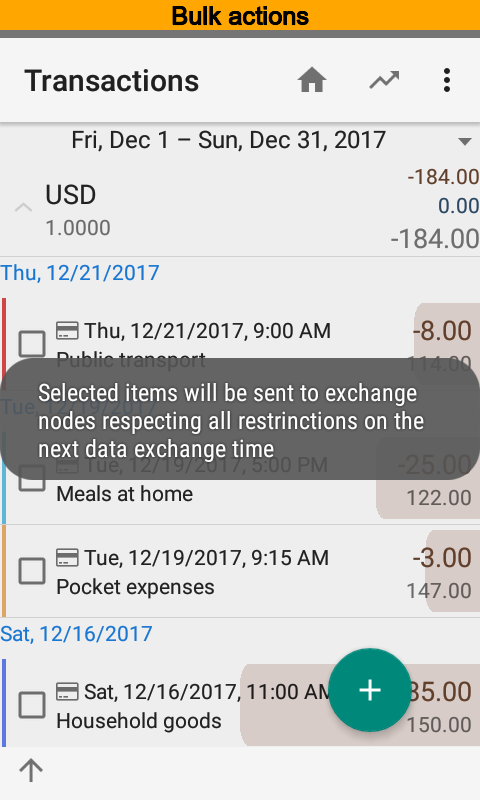 Bulk actions
Transactions
Fri, Dec 1 – Sun, Dec 31, 2017
USD
1.0000
-184.00
0.00
-184.00
Thu, 12/21/2017
Thu, 12/21/2017, 9:00 AM
-8.00
Public transport
114.00
Tue, 12/19/2017
Selected items will be sent to exchange
nodes respecting all restrinctions on the
next data exchange time
Tue, 12/19/2017, 5:00 PM
-25.00
Meals at home
122.00
Tue, 12/19/2017, 9:15 AM
-3.00
Pocket expenses
147.00
Sat, 12/16/2017
Sat, 12/16/2017, 11:00 AM
35.00
Household goods
150.00